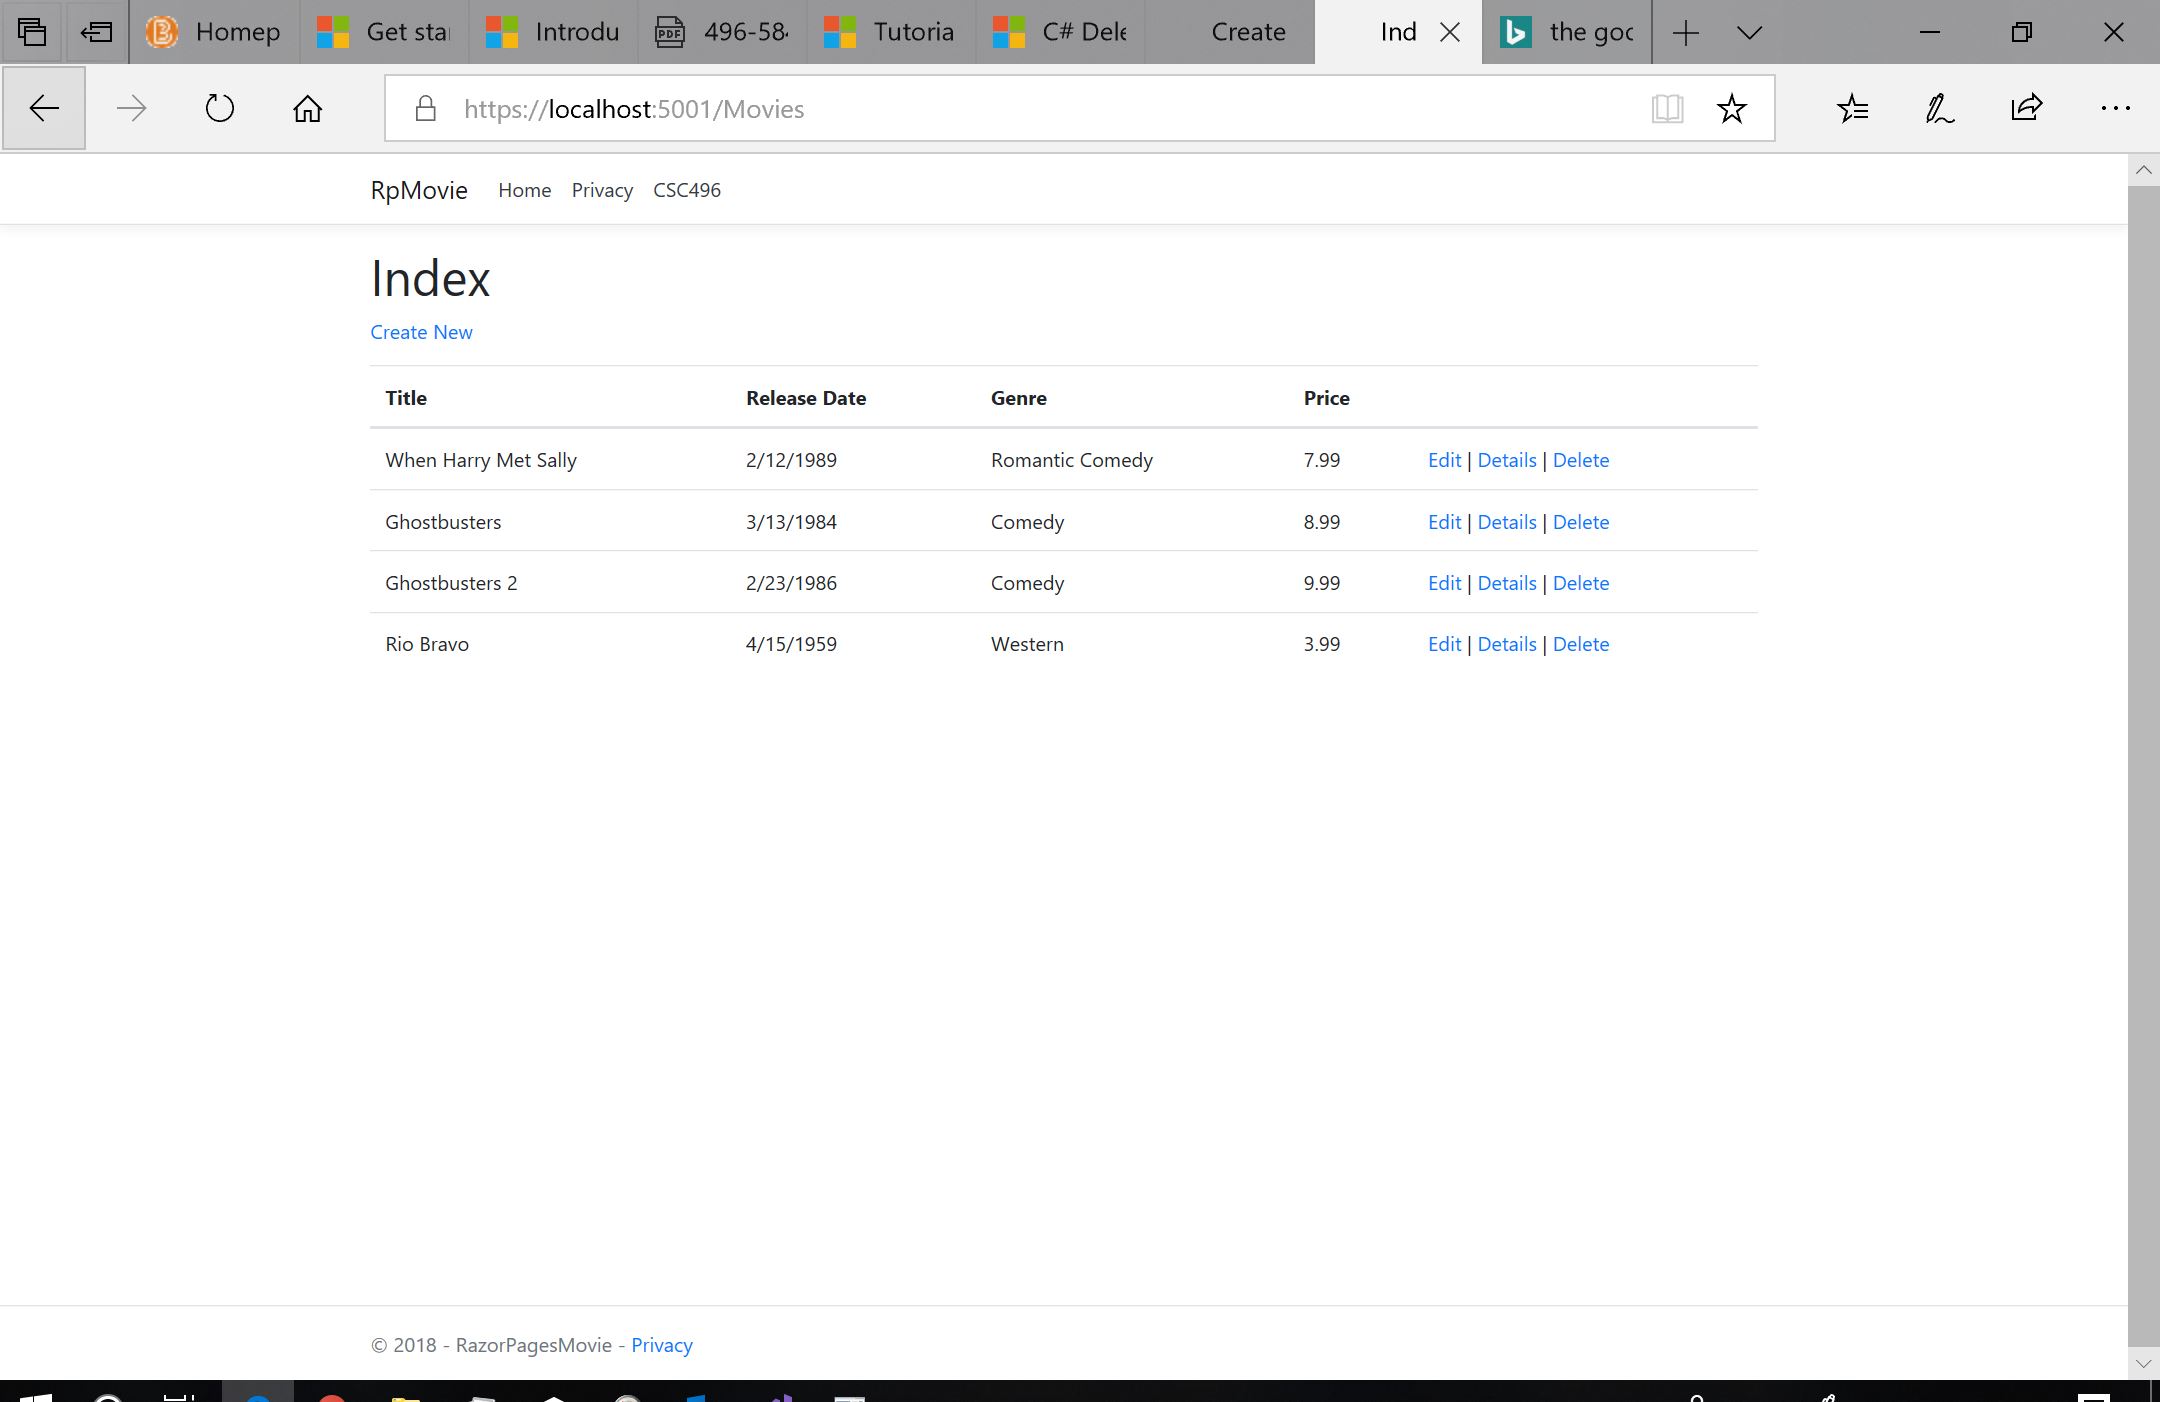 Homep Get sta Introdu PDF 496-58 Tutoria C# Dele Create Ind the goo
https://localhost:5001/Movies
RpMovie Home Privacy CSC496
Index
Create New
Title Release Date Genre Price
When Harry Met Sally 2/12/1989 Romantic Comedy 7.99 Edit | Details | Delete
Ghostbusters 3/13/1984 Comedy 8.99 Edit | Details | Delete
Ghostbusters 2 2/23/1986 Comedy 9.99 Edit | Details | Delete
Rio Bravo 4/15/1959 Western 3.99 Edit | Details | Delete
© 2018 - RazorPagesMovie - Privacy